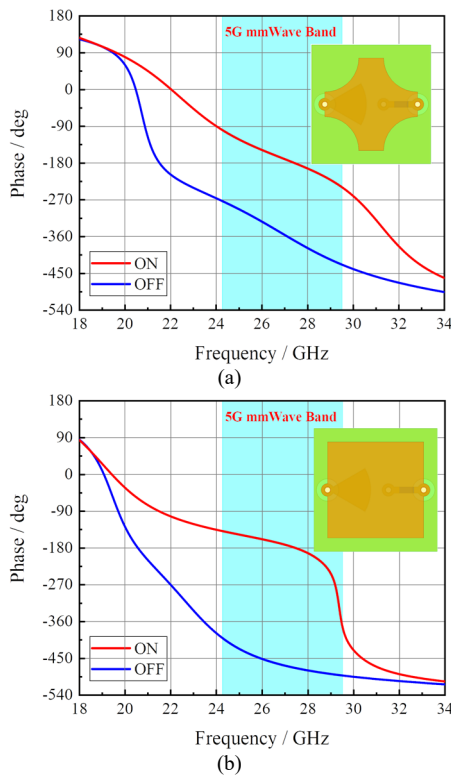 180
5G mmWave Band
90
0
-90
Phase / deg
-180
-270
-360
ON
-450
OFF
-540
18 20 22 24 26 28 30 32 34
Frequency / GHz
(a)
180
5G mmWave Band
90
0
-90
Phase / deg
-180
-270
-360
ON
-450
OFF
-540
18 20 22 24 26 28 30 32 34
Frequency / GHz
(b)